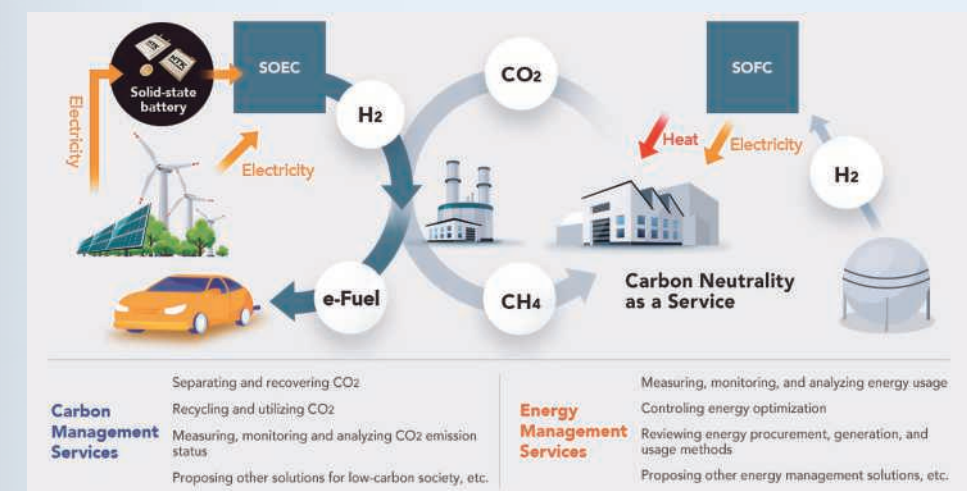 SOEC
CO2
SOFC
NTK
Solid-state
battery
Electricity
H2
Electricity
Heat
Electricity
H2
e-Fuel
CH4
Carbon Neutrality
as a Service
Carbon
Management
Services
Separating and recovering CO2
Recycling and utilizing CO2
Measuring, monitoring and analyzing CO2 emission
status
Proposing other solutions for low-carbon society, etc.
Energy
Management
Services
Measuring, monitoring, and analyzing energy usage
Controling energy optimization
Reviewing energy procurement, generation, and
usage methods
Proposing other energy management solutions, etc.